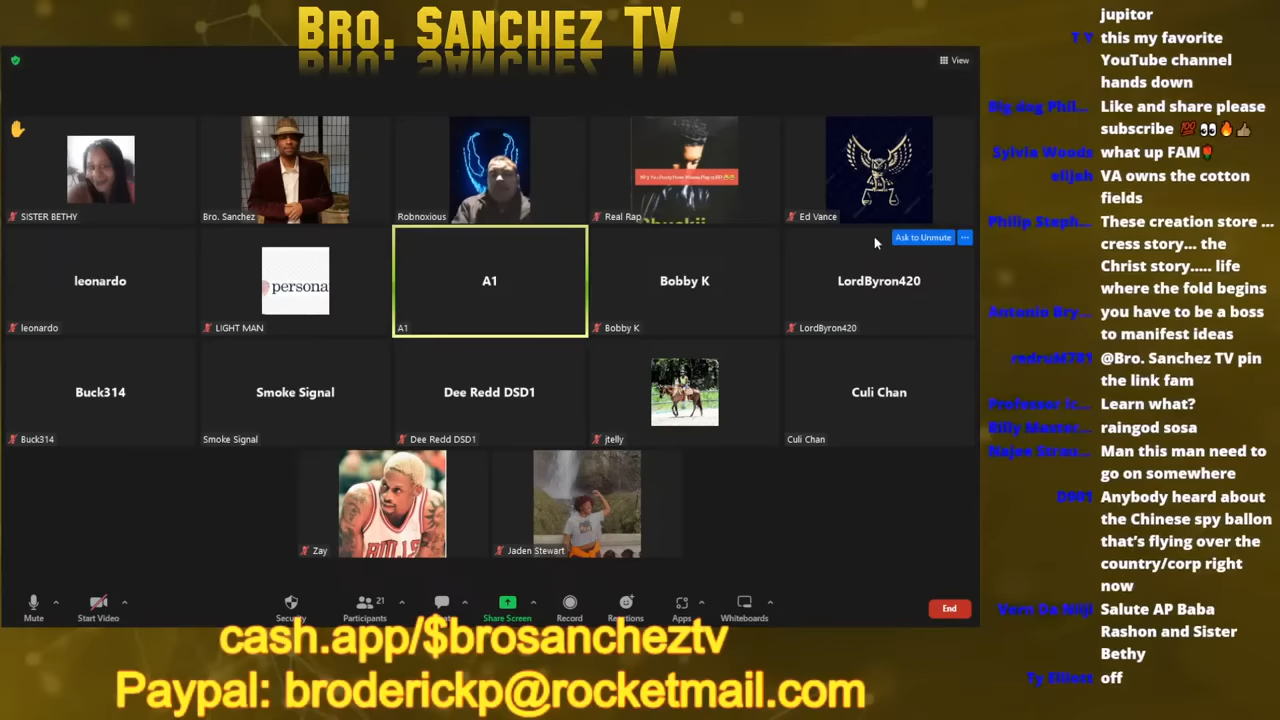 BRO. SANCHEZ TV
View
SISTER BETHY
Bro. Sanchez
Robnoxious
Real Rap
Ed Vance
Ask to Unmute
...
leonardo
leonardo
persona
LIGHT MAN
A1
A1
Bobby K
Bobby K
LordByron420
LordByron420
Buck314
Buck314
Smoke Signal
Smoke Signal
Dee Redd DSD1
Dee Redd DSD1
jtelly
Culi Chan
Culi Chan
Zay
BULLS
Jaden Stewart
Mute
Start Video
Security
Participants
21
Share Screen
Record
Reactions
Apps
Whiteboards
End
cash.app/$brosancheztv
Paypal: broderickp@rocketmail.com
jupitor
T V this my favorite
YouTube channel
hands down
Big dog Phil... Like and share please
subscribe 💯👀🔥👍🏽
Sylvia Woods what up FAM🌹
elijah VA owns the cotton
fields
Philip Steph... These creation store ...
cress story... the
Christ story..... life
where the fold begins
Antonio Bry... you have to be a boss
to manifest ideas
@Bro. Sanchez TV pin
the link fam
Learn what?
raingod sosa
Man this man need to
go on somewhere
Anybody heard about
the Chinese spy ballon
that's flying over the
country/corp right
now
Salute AP Baba
Rashon and Sister
Bethy
off